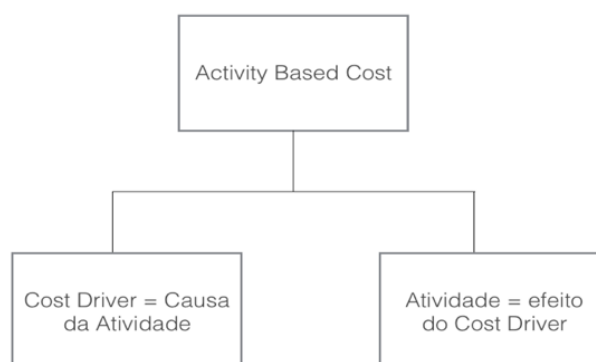 Activity Based Cost
Cost Driver = Causa
da Atividade
Atividade = efeito
do Cost Driver